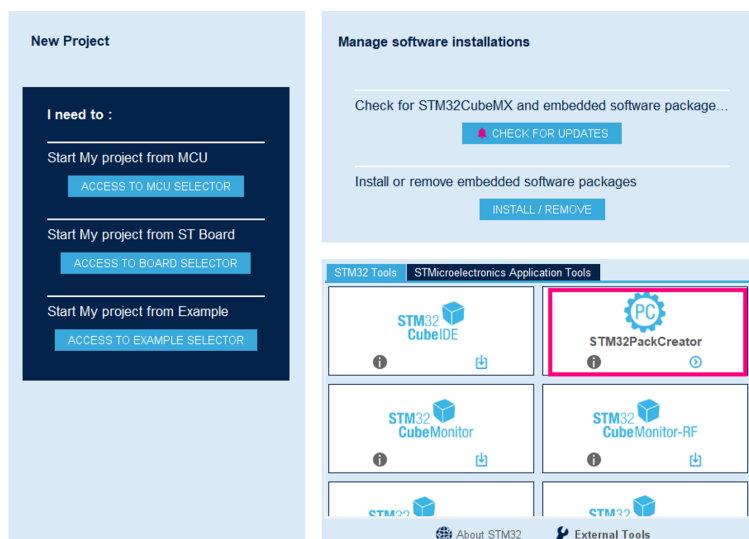 New Project
I need to :
Start My project from MCU
ACCESS TO MCU SELECTOR
Start My project from ST Board
ACCESS TO BOARD SELECTOR
Start My project from Example
ACCESS TO EXAMPLE SELECTOR
Manage software installations
Check for STM32CubeMX and embedded software package...
CHECK FOR UPDATES
Install or remove embedded software packages
INSTALL / REMOVE
STM32 Tools STMicroelectronics Application Tools
STM32
CubeIDE
PC
STM32PackCreator
STM32
CubeMonitor
STM32
CubeMonitor-RF
STM32
STM32
About STM32 External Tools